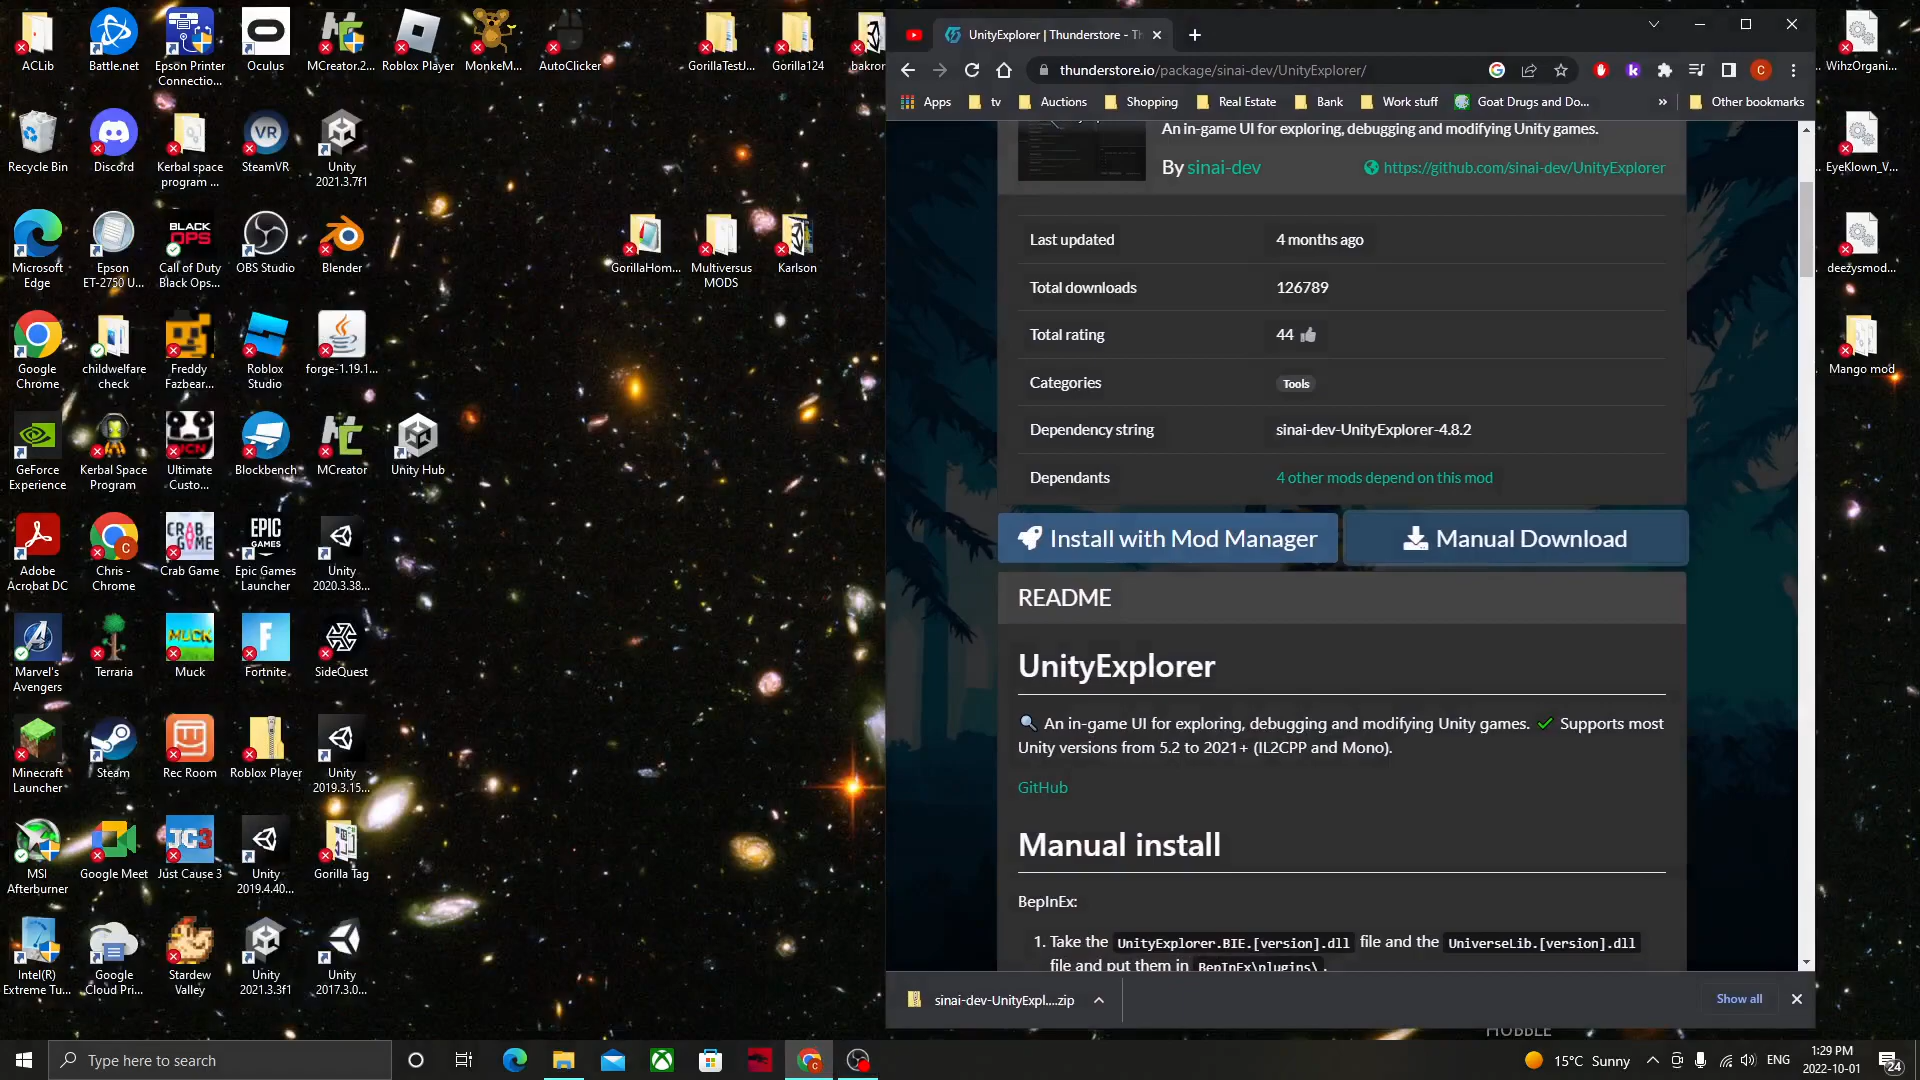 ACLib
Battle.net
Epson Printer
Connectio...
Oculus
MCreator.2...
Roblox Player
MonkeM...
AutoClicker
GorillaTestJ...
Gorilla124
bakror
Recycle Bin
Discord
Kerbal space
program ...
VR
SteamVR
Unity
2021.3.7f1
Microsoft
Edge
Epson
ET-2750 U...
BLACK
OPS
Call of Duty
Black Ops...
OBS Studio
Blender
GorillaHom...
Multiversus
MODS
Karlson
Google
Chrome
childwelfare
check
Freddy
Fazbear...
Roblox
Studio
forge-1.19.1...
GeForce
Experience
Kerbal Space
Program
UCN
Ultimate
Custo...
Blockbench
MCreator
Unity Hub
Adobe
Acrobat DC
C
Chris -
Chrome
CRAB
GAME
Crab Game
EPIC
GAMES
Epic Games
Launcher
Unity
2020.3.38...
Marvel's
Avengers
Terraria
MUCK
Muck
F
Fortnite
SideQuest
Minecraft
Launcher
Steam
Rec Room
Roblox Player
Unity
2019.3.15...
MSI
Afterburner
Google Meet
JC3
Just Cause 3
Unity
2019.4.40...
Gorilla Tag
Intel(R)
Extreme Tu...
Google
Cloud Pri...
Stardew
Valley
Unity
2021.3.3f1
Unity
2017.3.0...
UnityExplorer | Thunderstore - Th
thunderstore.io/package/sinai-dev/UnityExplorer/
k
C
Apps
tv
Auctions
Shopping
Real Estate
Bank
Work stuff
Goat Drugs and Do...
»
Other bookmarks
An in-game UI for exploring, debugging and modifying Unity games.
By sinai-dev
https://github.com/sinai-dev/UnityExplorer
Last updated 4 months ago
Total downloads 126789
Total rating 44
Categories Tools
Dependency string sinai-dev-UnityExplorer-4.8.2
Dependants 4 other mods depend on this mod
Install with Mod Manager
Manual Download
README
UnityExplorer
An in-game UI for exploring, debugging and modifying Unity games. ✔ Supports most
Unity versions from 5.2 to 2021+ (IL2CPP and Mono).
GitHub
Manual install
BepInEx:
1. Take the UnityExplorer.BIE.[version].dll file and the UniverseLib.[version].dll
file and put them in BepInEx\plugins\ .
sinai-dev-UnityExpl....zip
Show all
WihzOrgani...
EyeKlown_V...
deezysmod...
Mango mod
HOBBLE
Type here to search
15°C Sunny
ENG
1:29 PM
2022-10-01
24